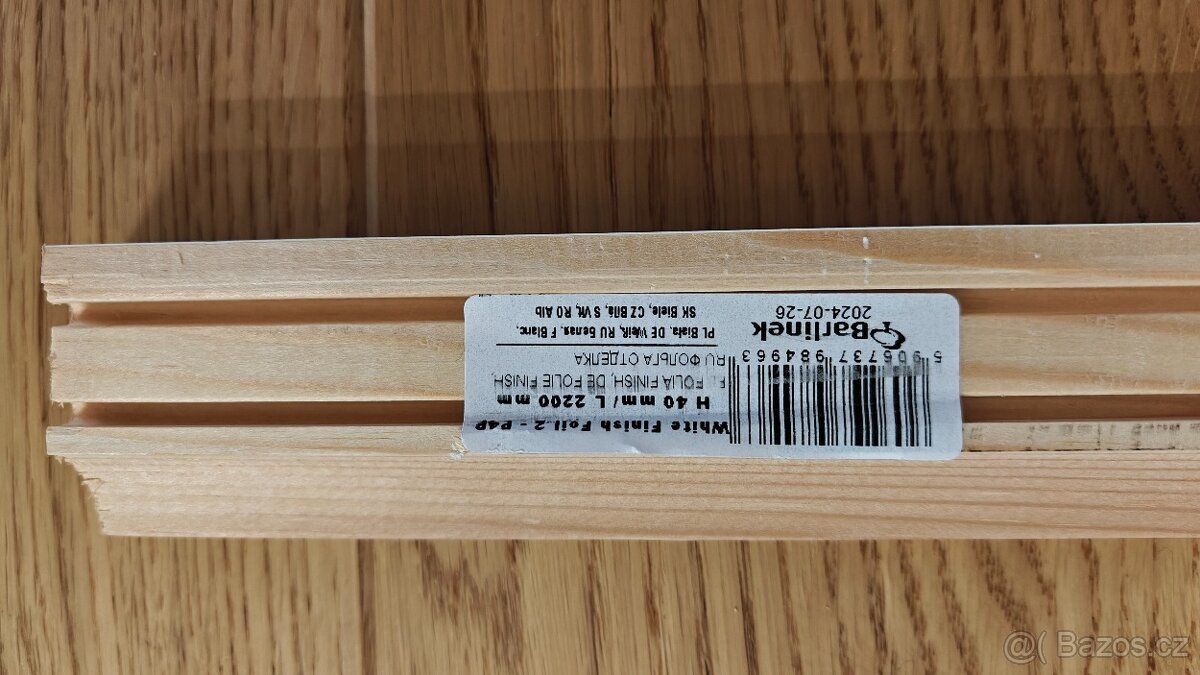 White Finish Foil 2 - P4P
H 40 mm / L 2200 mm
FOLIA FINISH, DE FOLIE FINISH,
RU ФОЛЬГА ОТДЕЛКА
PL Biała, DE Weiß, RU Белая, F Blanc,
SK Biele, CZ Bílá, S Vit, RO Alb
5 906737 984963
Barlinek
2024-07-26
@( Bazos.cz